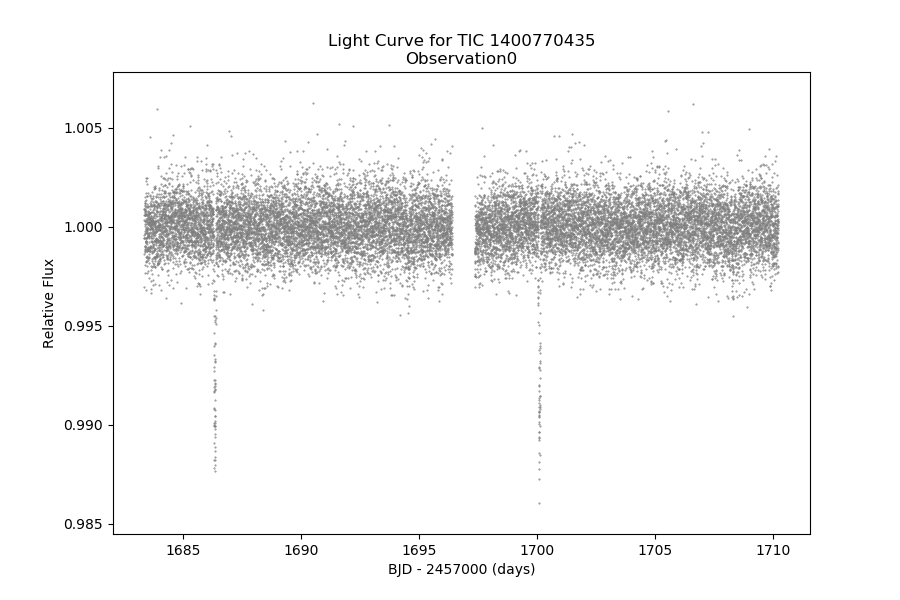 Light Curve for TIC 1400770435
Observation0
1.005
1.000
0.995
0.990
0.985
Relative Flux
1685
1690
1695
1700
1705
1710
BJD - 2457000 (days)